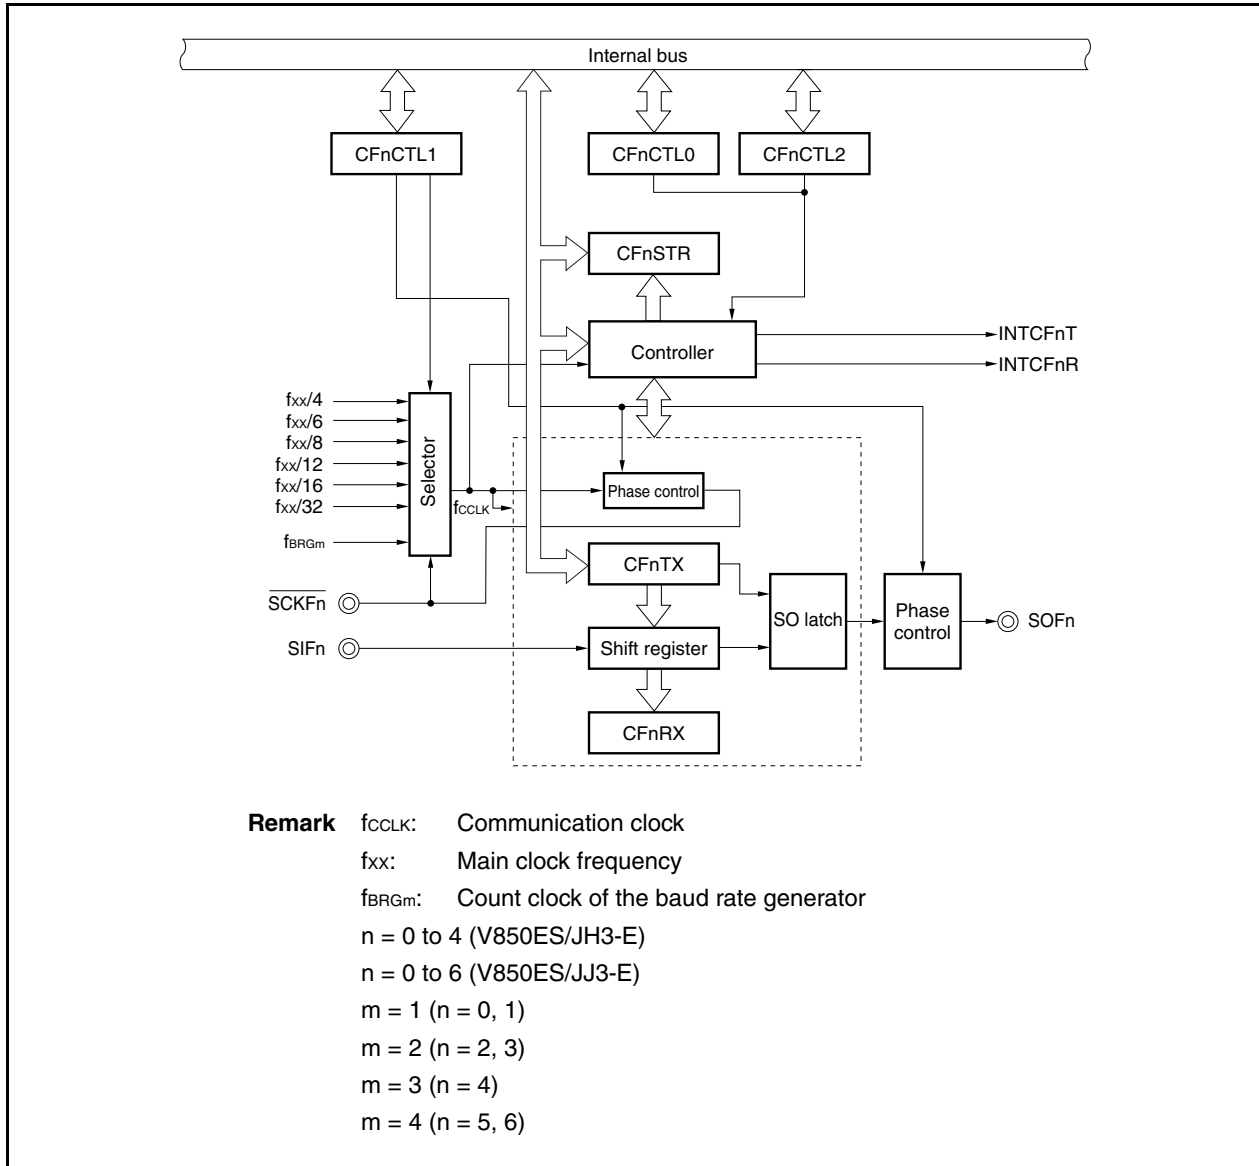 Internal bus
CFnCTL1
CFnCTL0
CFnCTL2
CFnSTR
Controller
INTCFnT
INTCFnR
fxx/4
fxx/6
fxx/8
fxx/12
fxx/16
fxx/32
fBRGm
Selector
fCCLK
Phase control
SCKFn
SIFn
CFnTX
Shift register
CFnRX
SO latch
Phase
control
SOFn
Remark fCCLK: Communication clock
fxx: Main clock frequency
fBRGm: Count clock of the baud rate generator
n = 0 to 4 (V850ES/JH3-E)
n = 0 to 6 (V850ES/JJ3-E)
m = 1 (n = 0, 1)
m = 2 (n = 2, 3)
m = 3 (n = 4)
m = 4 (n = 5, 6)